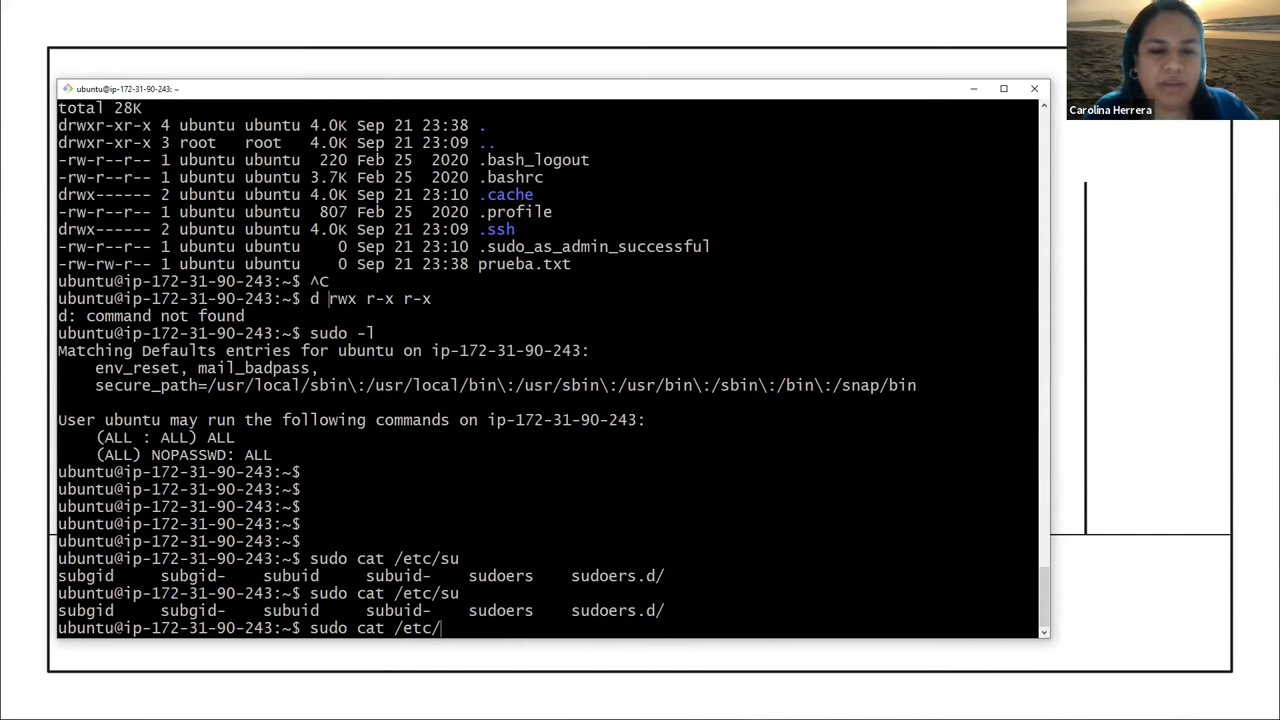 ubuntu@ip-172-31-90-243: ~
total 28K
drwxr-xr-x 4 ubuntu ubuntu 4.0K Sep 21 23:38 .
drwxr-xr-x 3 root   root   4.0K Sep 21 23:09 ..
-rw-r--r-- 1 ubuntu ubuntu  220 Feb 25  2020 .bash_logout
-rw-r--r-- 1 ubuntu ubuntu 3.7K Feb 25  2020 .bashrc
drwx------ 2 ubuntu ubuntu 4.0K Sep 21 23:10 .cache
-rw-r--r-- 1 ubuntu ubuntu  807 Feb 25  2020 .profile
drwx------ 2 ubuntu ubuntu 4.0K Sep 21 23:09 .ssh
-rw-r--r-- 1 ubuntu ubuntu    0 Sep 21 23:10 .sudo_as_admin_successful
-rw-rw-r-- 1 ubuntu ubuntu    0 Sep 21 23:38 prueba.txt
ubuntu@ip-172-31-90-243:~$ ^C
ubuntu@ip-172-31-90-243:~$ d rwx r-x r-x
d: command not found
ubuntu@ip-172-31-90-243:~$ sudo -l
Matching Defaults entries for ubuntu on ip-172-31-90-243:
    env_reset, mail_badpass,
    secure_path=/usr/local/sbin\:/usr/local/bin\:/usr/sbin\:/usr/bin\:/sbin\:/bin\:/snap/bin
User ubuntu may run the following commands on ip-172-31-90-243:
    (ALL : ALL) ALL
    (ALL) NOPASSWD: ALL
ubuntu@ip-172-31-90-243:~$
ubuntu@ip-172-31-90-243:~$
ubuntu@ip-172-31-90-243:~$
ubuntu@ip-172-31-90-243:~$
ubuntu@ip-172-31-90-243:~$
ubuntu@ip-172-31-90-243:~$ sudo cat /etc/su
subgid     subgid-    subuid     subuid-    sudoers    sudoers.d/
ubuntu@ip-172-31-90-243:~$ sudo cat /etc/su
subgid     subgid-    subuid     subuid-    sudoers    sudoers.d/
ubuntu@ip-172-31-90-243:~$ sudo cat /etc/
Carolina Herrera